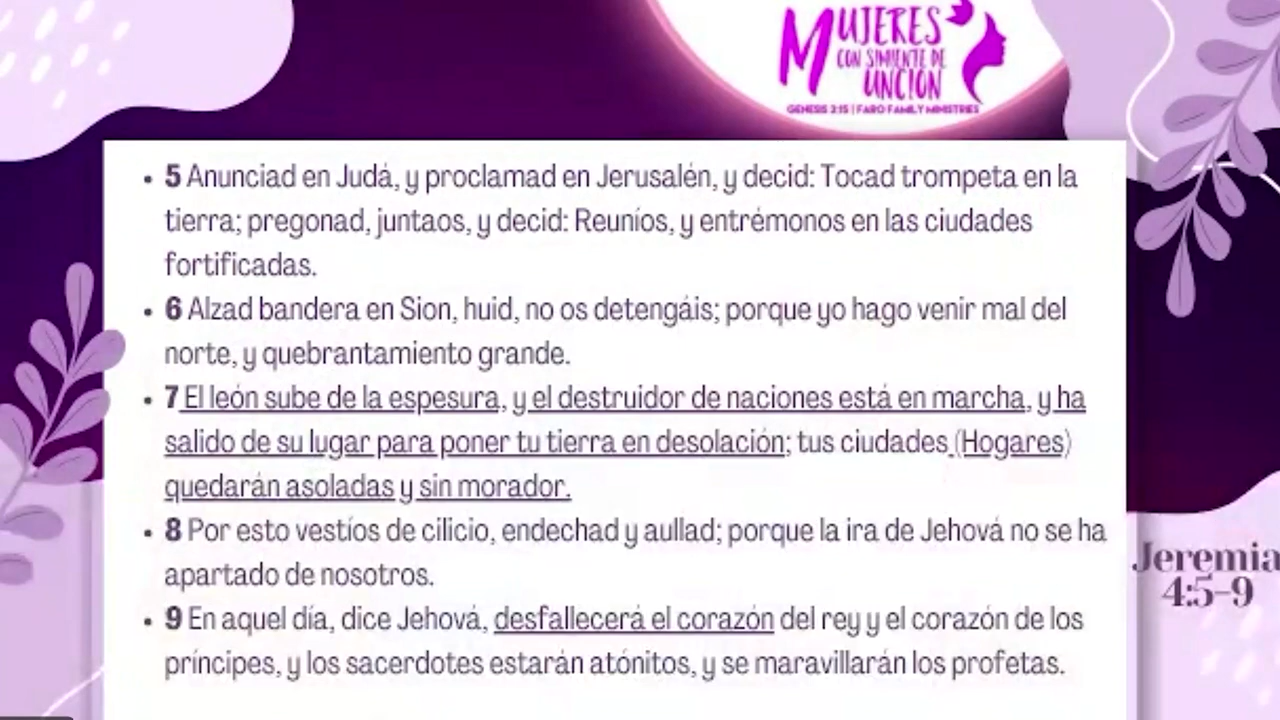 MUJERES
CON SIMIENTE DE
UNCION
GENESIS 3:15 | FARO FAMILY MINISTRIES
• 5 Anunciad en Judá, y proclamad en Jerusalén, y decid: Tocad trompeta en la
tierra; pregonad, juntaos, y decid: Reuníos, y entrémonos en las ciudades
fortificadas.
• 6 Alzad bandera en Sion, huid, no os detengáis; porque yo hago venir mal del
norte, y quebrantamiento grande.
• 7 El león sube de la espesura, y el destruidor de naciones está en marcha, y ha
salido de su lugar para poner tu tierra en desolación; tus ciudades (Hogares)
quedarán asoladas y sin morador.
• 8 Por esto vestíos de cilicio, endechad y aullad; porque la ira de Jehová no se ha
apartado de nosotros.
• 9 En aquel día, dice Jehová, desfallecerá el corazón del rey y el corazón de los
príncipes, y los sacerdotes estarán atónitos, y se maravillarán los profetas.
Jeremia
4:5-9